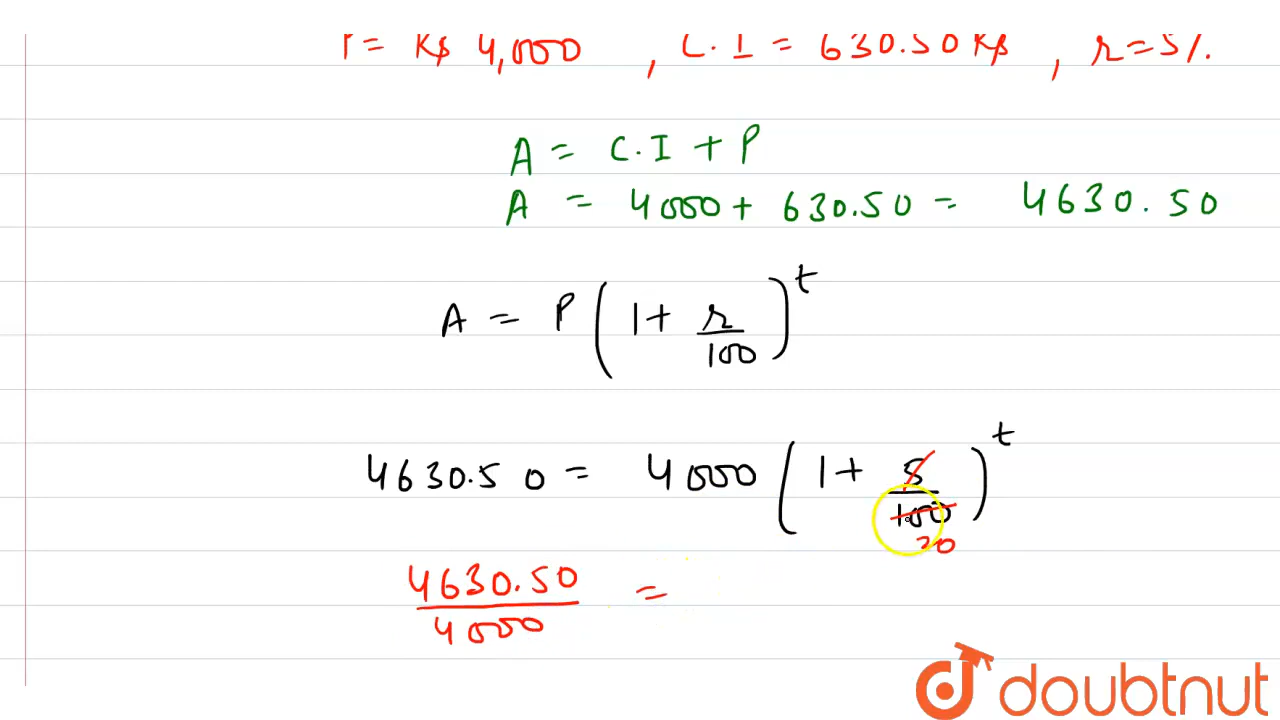 P = Rs 4,000 , C.I = 630.50 Rs , r = 5%.
A = C.I + P
A = 4000 + 630.50 = 4630.50
A = P ( 1 + r/100 )^t
4630.50 = 4000 ( 1 + 5/100 )^t
20
4630.50/4000 =
doubtnut